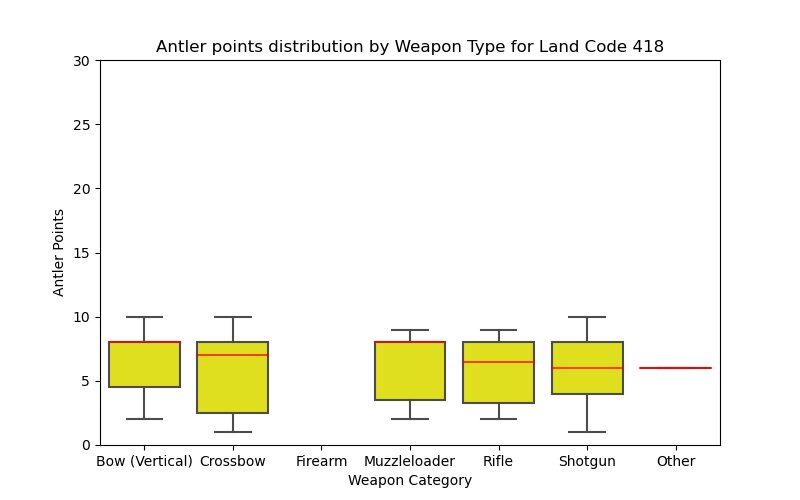 Antler points distribution by Weapon Type for Land Code 418
30
25
20
15
10
5
0
Antler Points
Bow (Vertical) Crossbow Firearm Muzzleloader Rifle Shotgun Other
Weapon Category